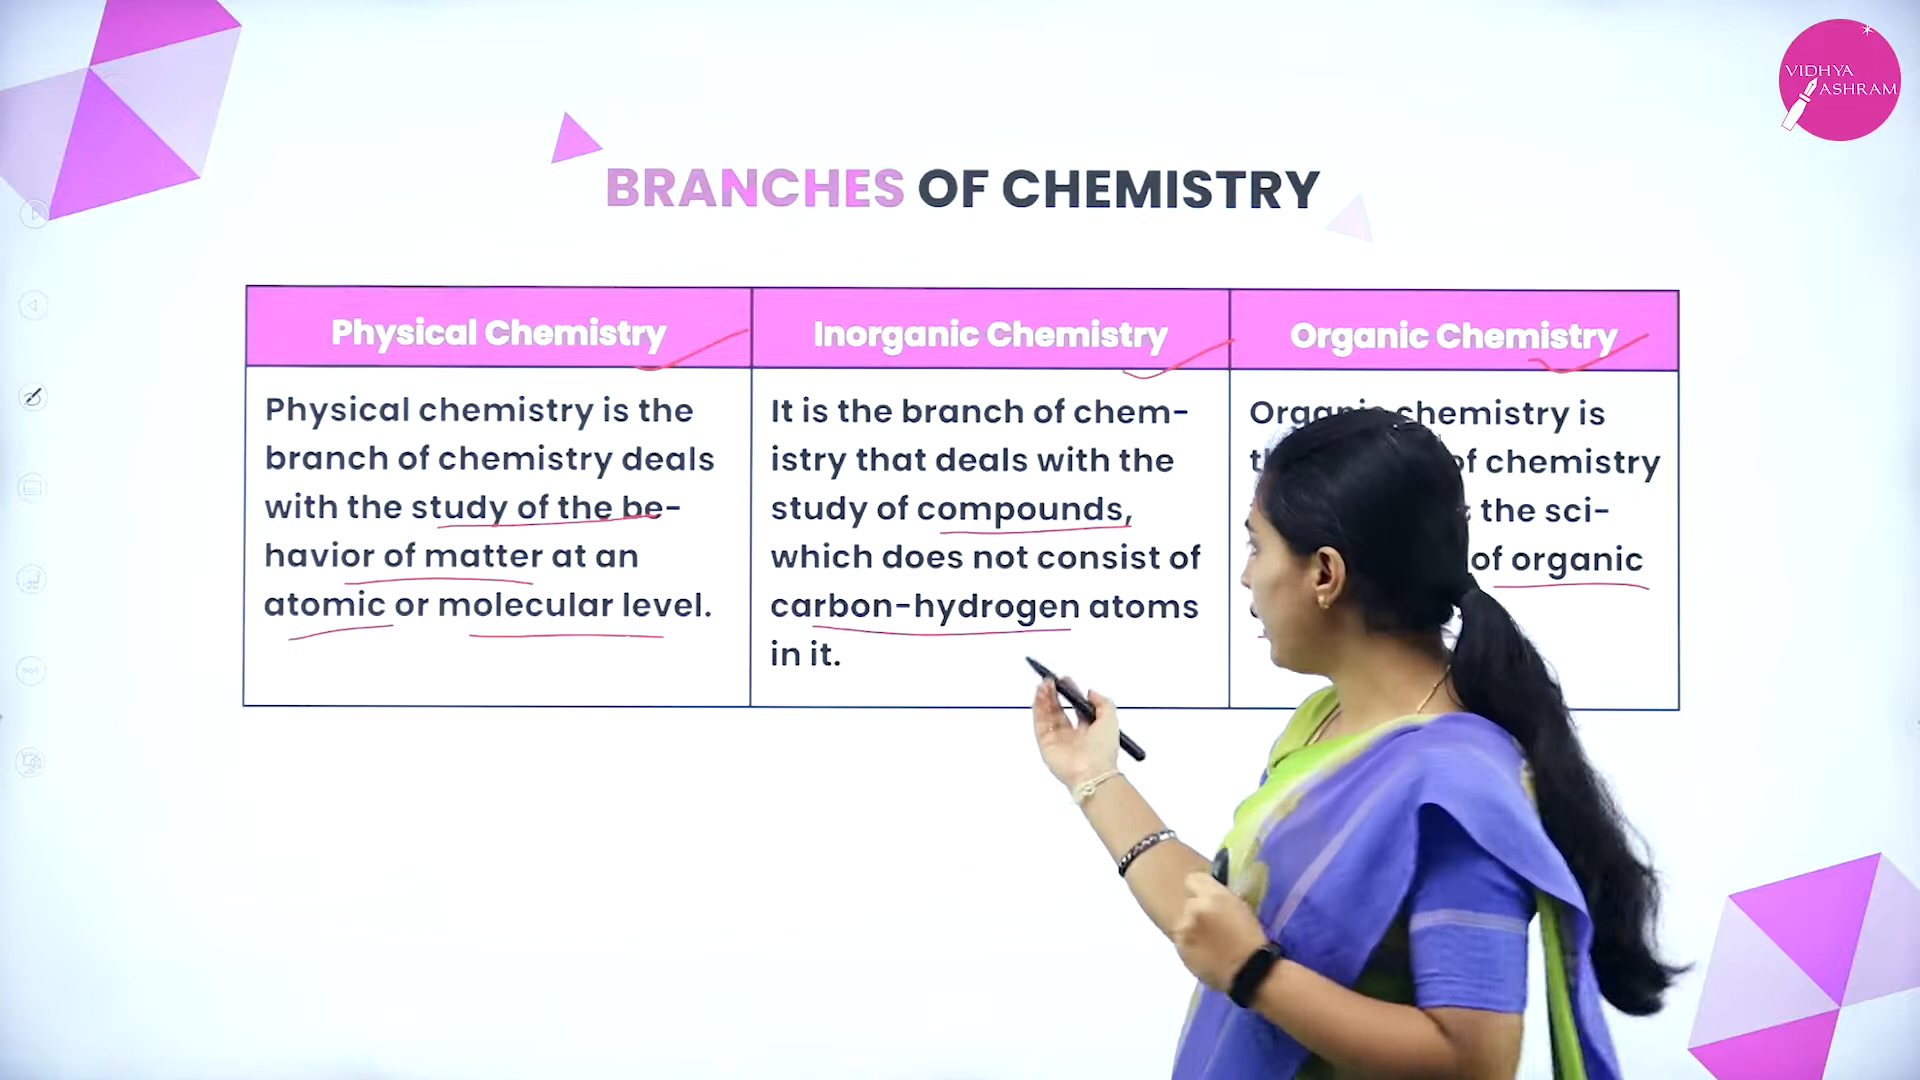 VIDHYA
ASHRAM
BRANCHES OF CHEMISTRY
Physical Chemistry
Physical chemistry is the
branch of chemistry deals
with the study of the be-
havior of matter at an
atomic or molecular level.
Inorganic Chemistry
It is the branch of chem-
istry that deals with the
study of compounds,
which does not consist of
carbon-hydrogen atoms
in it.
Organic Chemistry
Organic chemistry is
of chemistry
the sci-
of organic